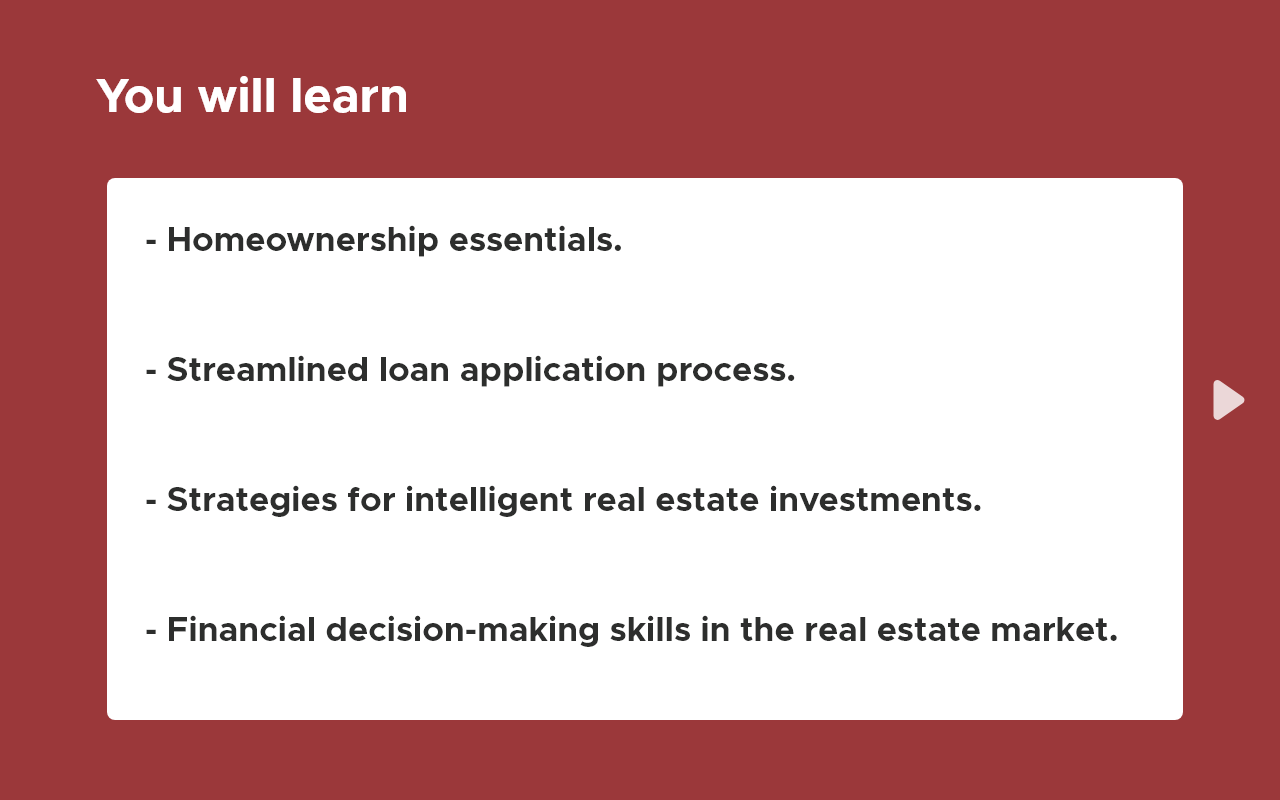 You will learn
- Homeownership essentials.
- Streamlined loan application process.
- Strategies for intelligent real estate investments.
- Financial decision-making skills in the real estate market.